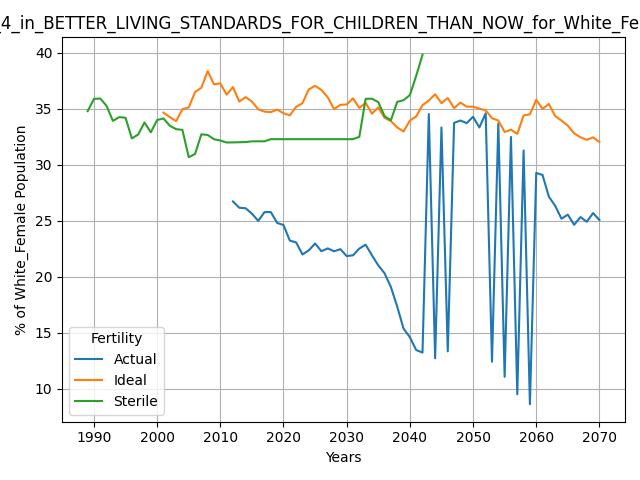 _4_in_BETTER_LIVING_STANDARDS_FOR_CHILDREN_THAN_NOW_for_White_Fe
40
35
30
25
20
15
10
% of White_Female Population
Fertility
Actual
Ideal
Sterile
1990 2000 2010 2020 2030 2040 2050 2060 2070
Years